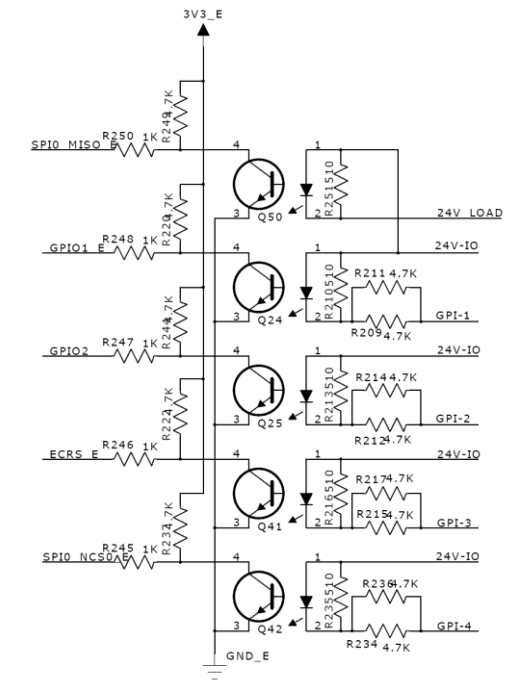 3V3_E
R249 4.7K
R250 1K
SPI0 MISO E
4
1
R251 510
3
Q50
2
24V LOAD
R220 4.7K
GPIO1 E
R248 1K
4
1
24V-IO
R210 510
R211 4.7K
3
Q24
2
GPI-1
R209 4.7K
4.7K
GPIO2
R247 1K
4
1
24V-IO
R213 510
R214 4.7K
3
Q25
2
GPI-2
R212 4.7K
R222 4.7K
ECRS E
R246 1K
4
1
24V-IO
R216 510
R217 4.7K
R215 4.7K
3
Q41
2
GPI-3
4.7K
SPI0 NCS0 E
R245 1K
4
1
24V-IO
R235 510
R236 4.7K
3
Q42
2
GPI-4
R234 4.7K
GND_E